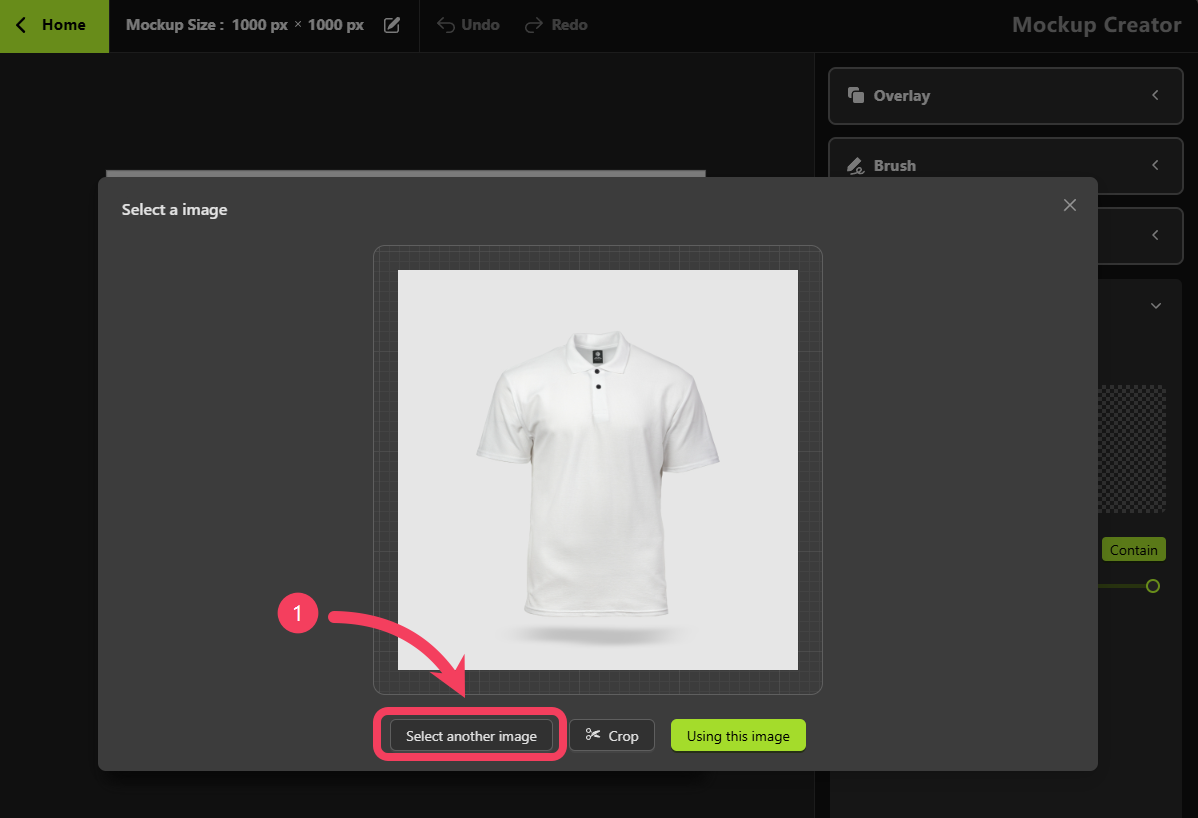 Home
Mockup Size : 1000 px × 1000 px
Undo
Redo
Mockup Creator
Overlay
Brush
Select a image
Contain
1
Select another image
Crop
Using this image